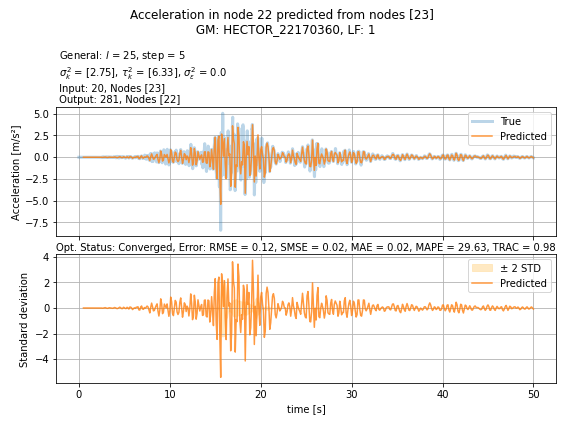 Acceleration in node 22 predicted from nodes [23]
GM: HECTOR_22170360, LF: 1
General: l = 25, step = 5
σ²ₖ = [2.75], τ²ₖ = [6.33], σ²ε = 0.0
Input: 20, Nodes [23]
Output: 281, Nodes [22]
Acceleration [m/s²]
5.0
2.5
0.0
−2.5
−5.0
−7.5
True
Predicted
Opt. Status: Converged, Error: RMSE = 0.12, SMSE = 0.02, MAE = 0.02, MAPE = 29.63, TRAC = 0.98
Standard deviation
4
2
0
−2
−4
± 2 STD
Predicted
0 10 20 30 40 50
time [s]